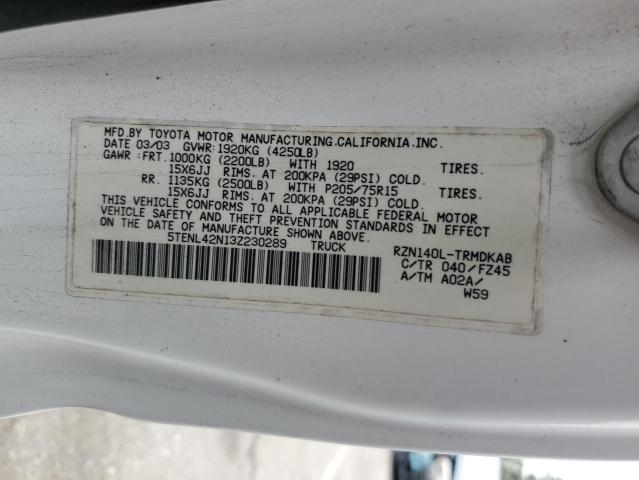 MFD.BY TOYOTA MOTOR MANUFACTURING,CALIFORNIA,INC.
DATE 03/03 GVWR:1920KG (4250LB)
GAWR : FRT. 1000KG (2200LB) WITH 1920 TIRES.
15X6JJ RIMS. AT 200KPA (29PSI) COLD.
RR. 1135KG (2500LB) WITH P205/75R15 TIRES.
15X6JJ RIMS. AT 200KPA (29PSI) COLD.
THIS VEHICLE CONFORMS TO ALL APPLICABLE FEDERAL MOTOR
VEHICLE SAFETY AND THEFT PREVENTION STANDARDS IN EFFECT
ON THE DATE OF MANUFACTURE SHOWN ABOVE.
5TENL42N13Z230289 TRUCK
RZN140L-TRMDKAB
C/TR 040/FZ45
A/TM A02A/
W59